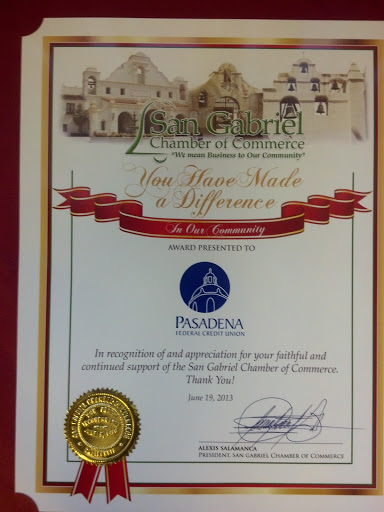 San Gabriel
Chamber of Commerce
"We mean Business to Our Community"
You Have Made
a Difference
In Our Community
AWARD PRESENTED TO
PASADENA
FEDERAL CREDIT UNION
In recognition of and appreciation for your faithful and
continued support of the San Gabriel Chamber of Commerce.
Thank You!
June 19, 2013
ALEXIS SALAMANCA
PRESIDENT, SAN GABRIEL CHAMBER OF COMMERCE